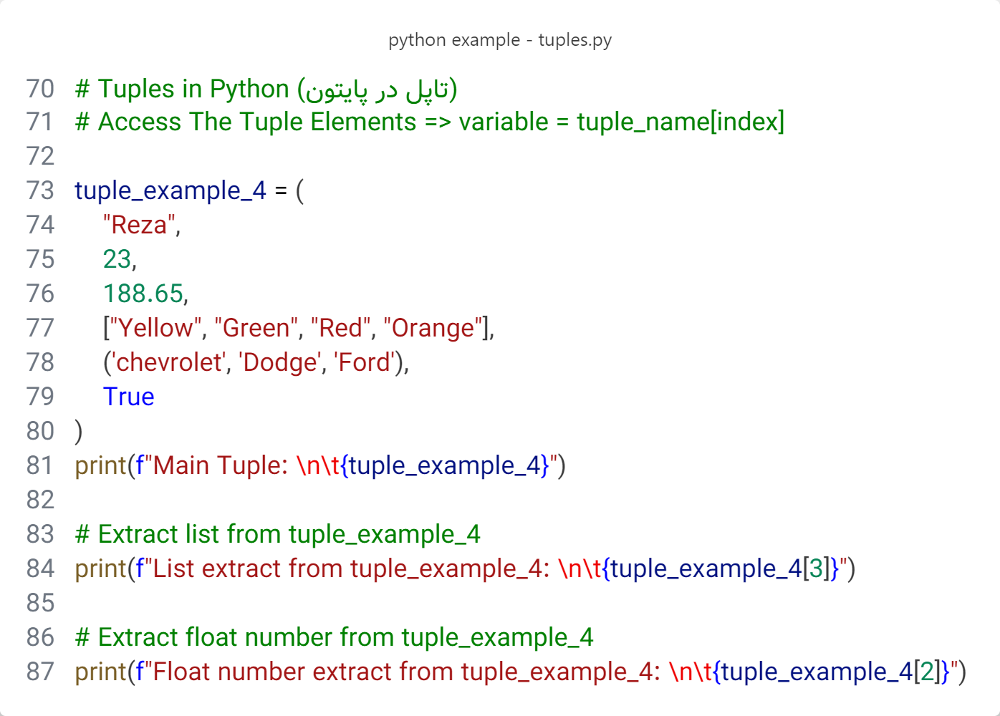 python example - tuples.py
70 # Tuples in Python (تاپل در پایتون)
71 # Access The Tuple Elements => variable = tuple_name[index]
72
73 tuple_example_4 = (
74     "Reza",
75     23,
76     188.65,
77     ["Yellow", "Green", "Red", "Orange"],
78     ('chevrolet', 'Dodge', 'Ford'),
79     True
80 )
81 print(f"Main Tuple: \n\t{tuple_example_4}")
82
83 # Extract list from tuple_example_4
84 print(f"List extract from tuple_example_4: \n\t{tuple_example_4[3]}")
85
86 # Extract float number from tuple_example_4
87 print(f"Float number extract from tuple_example_4: \n\t{tuple_example_4[2]}")